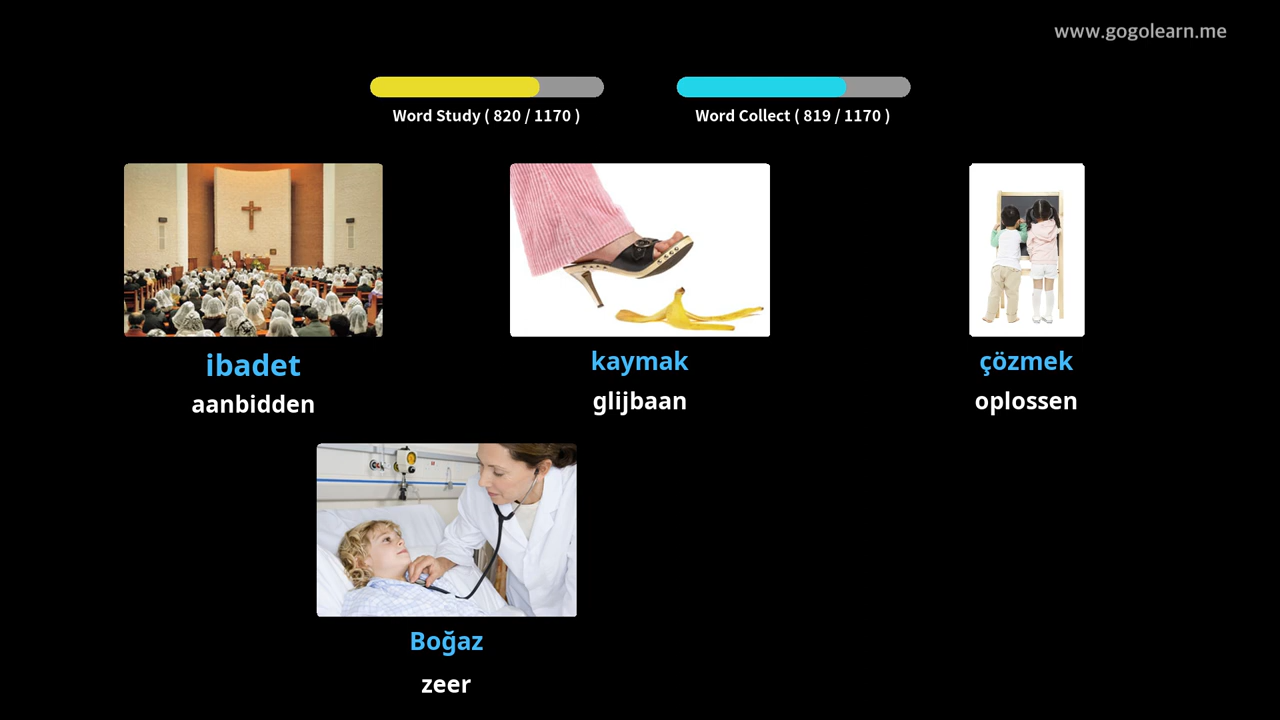 www.gogolearn.me
Word Study ( 820 / 1170 )
Word Collect ( 819 / 1170 )
ibadet
aanbidden
kaymak
glijbaan
çözmek
oplossen
Boğaz
zeer